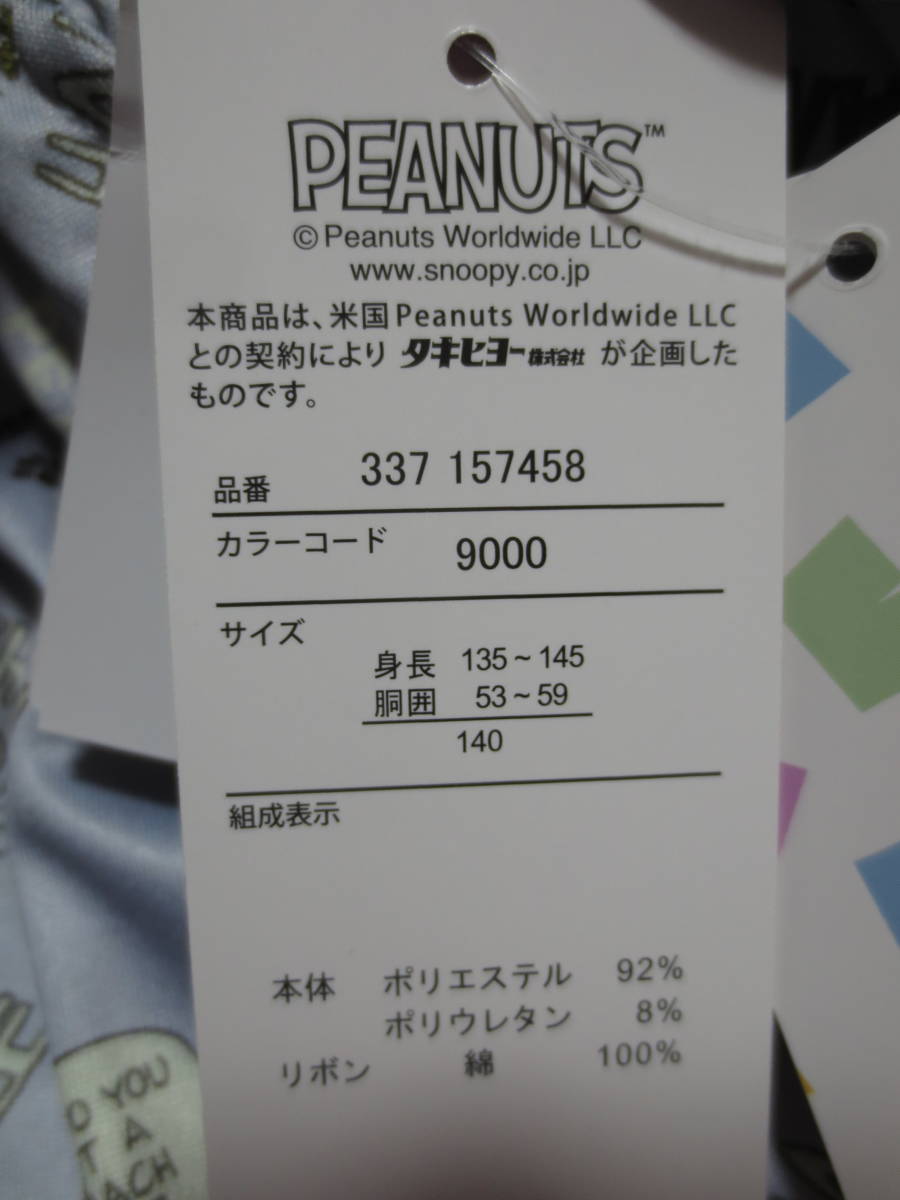 PEANUTS™
© Peanuts Worldwide LLC
www.snoopy.co.jp
本商品は、米国Peanuts Worldwide LLC
との契約により タキヒヨー株式会社 が企画した
ものです。
品番 337 157458
カラーコード 9000
サイズ
身長 135~145
胴囲 53~59
140
組成表示
本体 ポリエステル 92%
ポリウレタン 8%
リボン 綿 100%
YOU
A